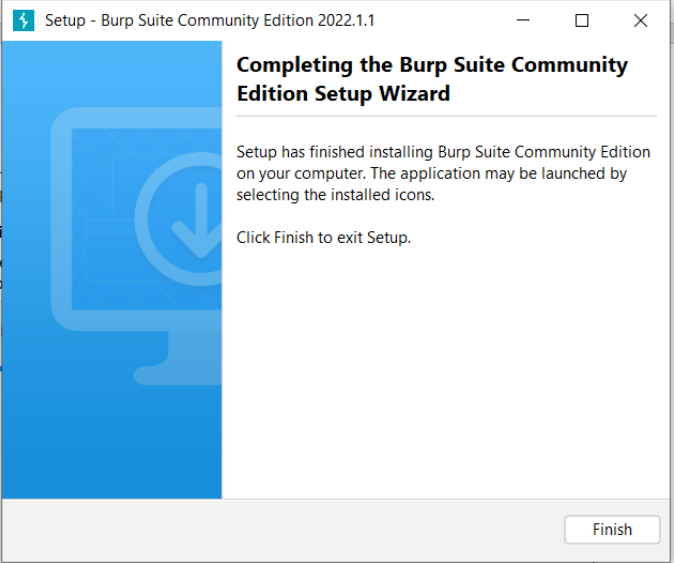 Setup - Burp Suite Community Edition 2022.1.1
Completing the Burp Suite Community
Edition Setup Wizard
Setup has finished installing Burp Suite Community Edition
on your computer. The application may be launched by
selecting the installed icons.
Click Finish to exit Setup.
Finish